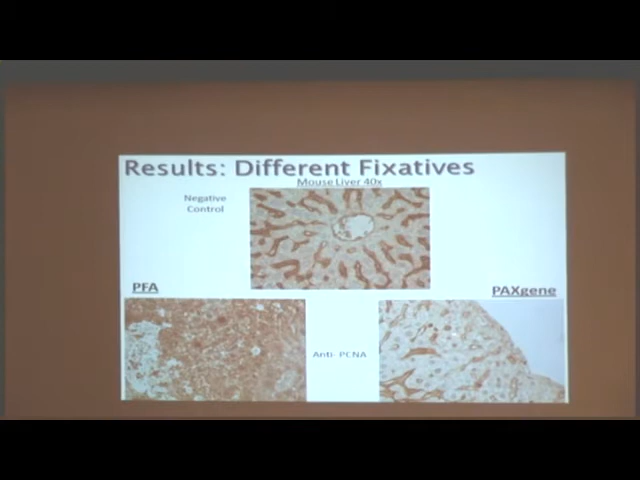 Results: Different Fixatives
Mouse Liver 40x
Negative
Control
PFA
PAXgene
Anti- PCNA